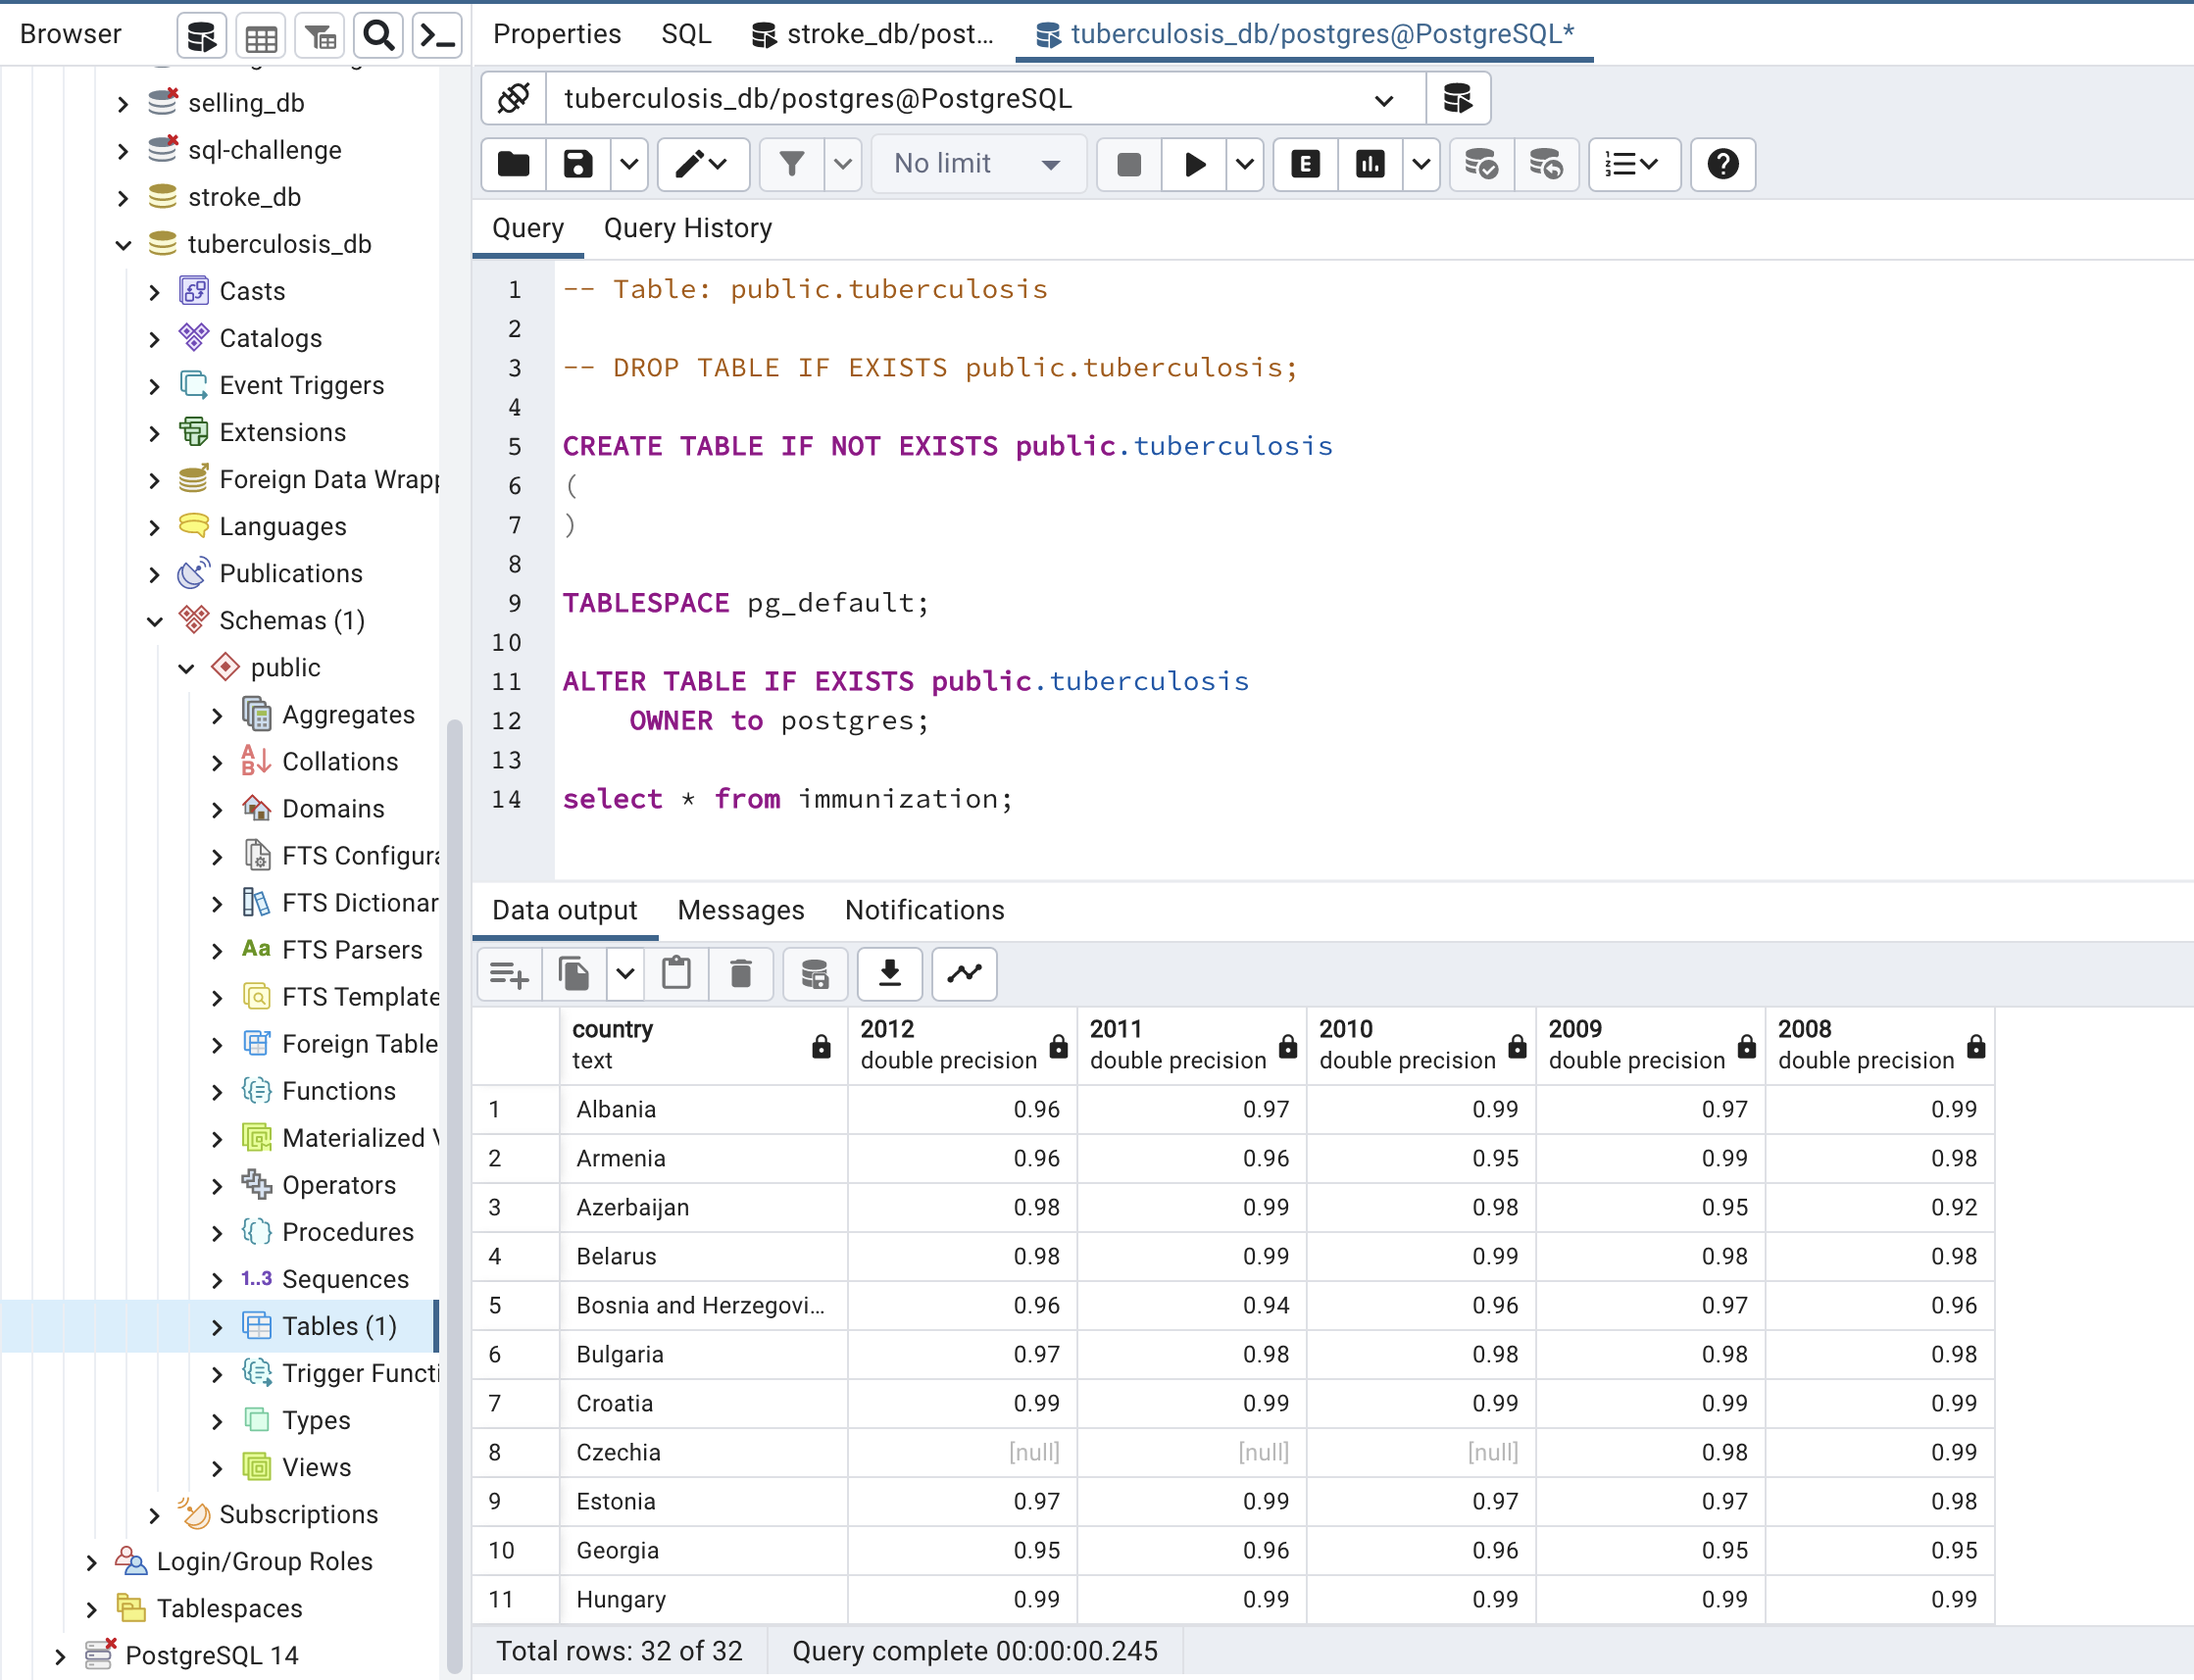 Browser
Properties
SQL
stroke_db/post...
tuberculosis_db/postgres@PostgreSQL*
selling_db
sql-challenge
stroke_db
tuberculosis_db
Casts
Catalogs
Event Triggers
Extensions
Foreign Data Wrapp
Languages
Publications
Schemas (1)
public
Aggregates
Collations
Domains
FTS Configura
FTS Dictionar
Aa FTS Parsers
FTS Template
Foreign Table
Functions
Materialized V
Operators
Procedures
1..3 Sequences
Tables (1)
Trigger Functi
Types
Views
Subscriptions
Login/Group Roles
Tablespaces
PostgreSQL 14
tuberculosis_db/postgres@PostgreSQL
No limit
E
Query
Query History
1 -- Table: public.tuberculosis
2
3 -- DROP TABLE IF EXISTS public.tuberculosis;
4
5 CREATE TABLE IF NOT EXISTS public.tuberculosis
6 (
7 )
8
9 TABLESPACE pg_default;
10
11 ALTER TABLE IF EXISTS public.tuberculosis
12 OWNER to postgres;
13
14 select * from immunization;
Data output
Messages
Notifications
country 2012 2011 2010 2009 2008
text double precision double precision double precision double precision double precision
1 Albania 0.96 0.97 0.99 0.97 0.99
2 Armenia 0.96 0.96 0.95 0.99 0.98
3 Azerbaijan 0.98 0.99 0.98 0.95 0.92
4 Belarus 0.98 0.99 0.99 0.98 0.98
5 Bosnia and Herzegovi... 0.96 0.94 0.96 0.97 0.96
6 Bulgaria 0.97 0.98 0.98 0.98 0.98
7 Croatia 0.99 0.99 0.99 0.99 0.99
8 Czechia [null] [null] [null] 0.98 0.99
9 Estonia 0.97 0.99 0.97 0.97 0.98
10 Georgia 0.95 0.96 0.96 0.95 0.95
11 Hungary 0.99 0.99 0.99 0.99 0.99
Total rows: 32 of 32
Query complete 00:00:00.245